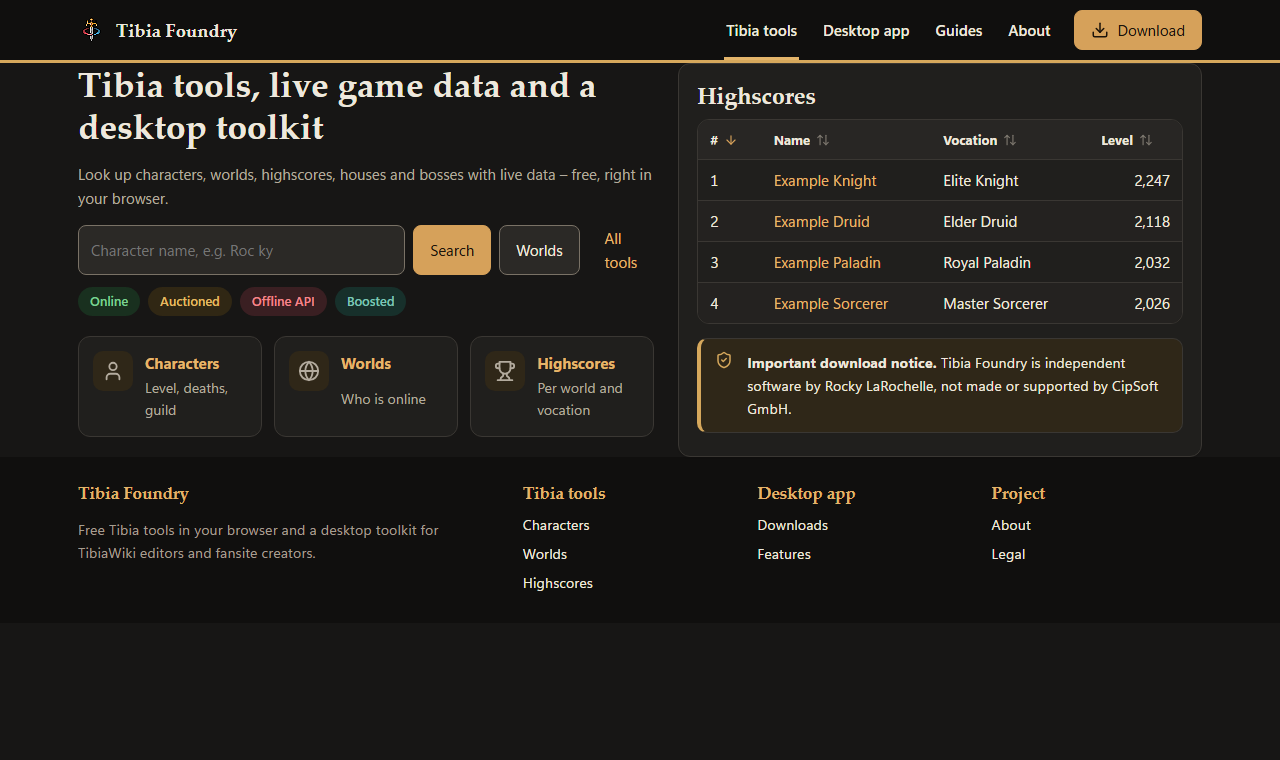 Tibia Foundry
Tibia tools
Desktop app
Guides
About
Download
Tibia tools, live game data and a
desktop toolkit
Look up characters, worlds, highscores, houses and bosses with live data – free, right in
your browser.
Character name, e.g. Roc ky
Search
Worlds
All
tools
Online
Auctioned
Offline API
Boosted
Characters
Level, deaths,
guild
Worlds
Who is online
Highscores
Per world and
vocation
Highscores
# Name Vocation Level
1 Example Knight Elite Knight 2,247
2 Example Druid Elder Druid 2,118
3 Example Paladin Royal Paladin 2,032
4 Example Sorcerer Master Sorcerer 2,026
Important download notice. Tibia Foundry is independent
software by Rocky LaRochelle, not made or supported by CipSoft
GmbH.
Tibia Foundry
Free Tibia tools in your browser and a desktop toolkit for
TibiaWiki editors and fansite creators.
Tibia tools
Characters
Worlds
Highscores
Desktop app
Downloads
Features
Project
About
Legal